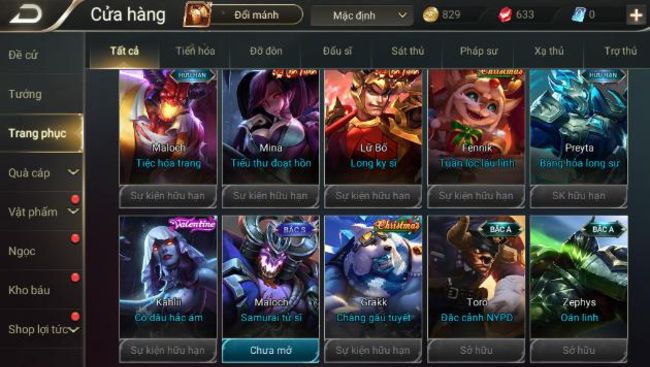 Cửa hàng
Đổi mảnh
Mặc định
829
633
0
Đề cử
Tướng
Trang phục
Quà cáp
Vật phẩm
Ngọc
Kho báu
Shop lợi tức
Tất cả
Tiến hóa
Đỡ đòn
Đấu sĩ
Sát thủ
Pháp sư
Xạ thủ
Trợ thủ
HỮU HẠN
Maloch
Tiệc hóa trang
Sự kiện hữu hạn
Mina
Tiểu thư đoạt hồn
Sự kiện hữu hạn
Lữ Bố
Long kỵ sĩ
Sự kiện hữu hạn
Christmas
Fennik
Tuần lộc láu lỉnh
Sự kiện hữu hạn
HỮU HẠN
Preyta
Băng hỏa long sư
SK hữu hạn
Valentine
Kahlii
Cô dâu hắc ám
Sự kiện hữu hạn
BẬC S
Maloch
Samurai tử sĩ
Chưa mở
Christmas
Grakk
Chàng gấu tuyết
Sự kiện hữu hạn
BẬC A
Toro
Đặc cảnh NYPD
Sở hữu
BẬC A
Zephys
Oán linh
Sở hữu